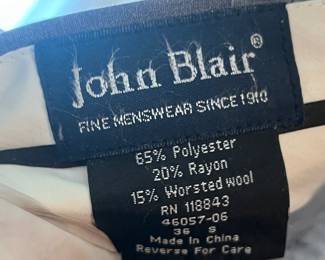 John Blair®
FINE MENSWEAR SINCE 1910
65% Polyester
20% Rayon
15% Worsted wool
RN 118843
46057-06
36 S
Made In China
Reverse For Care